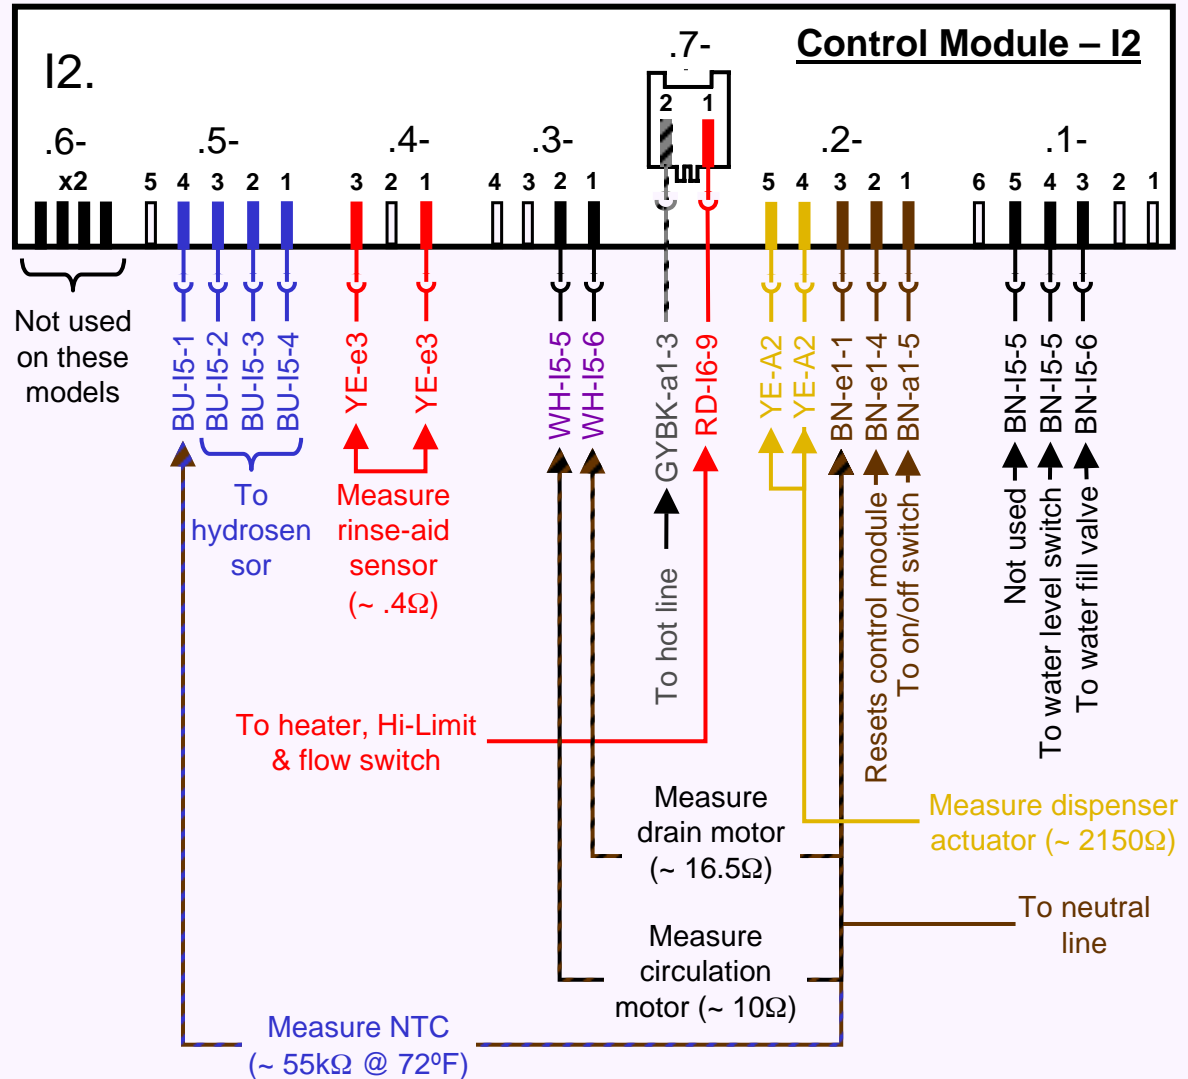 Control Module – I2
I2.
.7-
2 1
.6-
.5-
.4-
.3-
.2-
.1-
x2
5 4 3 2 1
3 2 1
4 3 2 1
5 4 3 2 1
6 5 4 3 2 1
Not used
on these
models
BU-I5-1
BU-I5-2
BU-I5-3
BU-I5-4
YE-e3
YE-e3
WH-I5-5
WH-I5-6
GYBK-a1-3
RD-I6-9
YE-A2
YE-A2
BN-e1-1
BN-e1-4
BN-a1-5
BN-I5-5
BN-I5-5
BN-I5-6
To
hydrosen
sor
Measure
rinse-aid
sensor
(~ .4Ω)
To hot line
Resets control module
To on/off switch
Not used
To water level switch
To water fill valve
To heater, Hi-Limit
& flow switch
Measure
drain motor
(~ 16.5Ω)
Measure dispenser
actuator (~ 2150Ω)
To neutral
line
Measure
circulation
motor (~ 10Ω)
Measure NTC
(~ 55kΩ @ 72ºF)